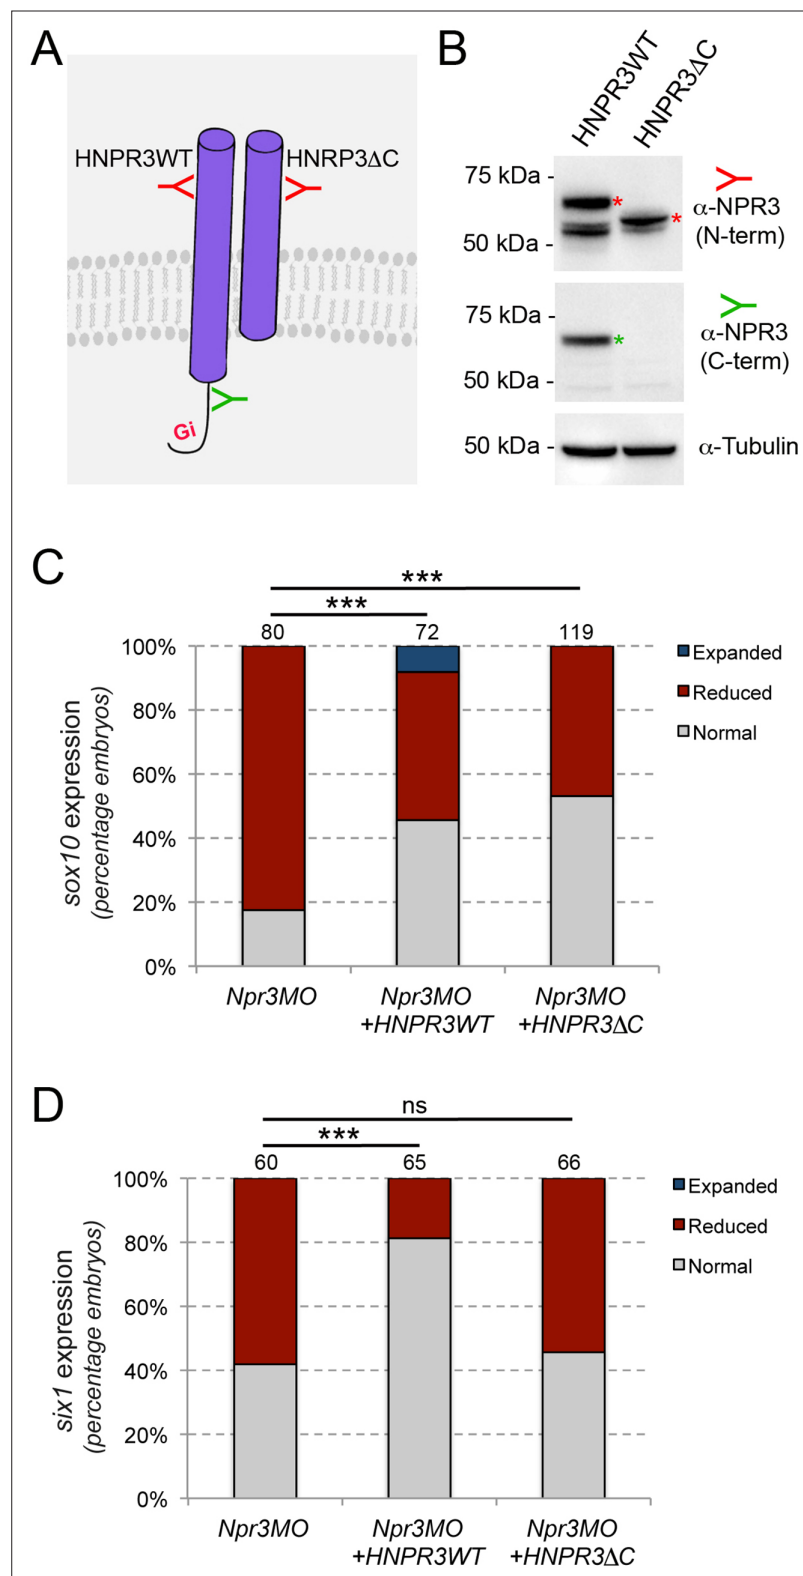 A
HNPR3WT
HNRP3ΔC
Gi
B
HNPR3WT
HNPR3ΔC
75 kDa -
*
*
50 kDa -
α-NPR3
(N-term)
75 kDa -
*
50 kDa -
α-NPR3
(C-term)
50 kDa -
α-Tubulin
C
***
***
80 72 119
100%
80%
60%
40%
20%
0%
sox10 expression
(percentage embryos)
Expanded
Reduced
Normal
Npr3MO
Npr3MO
+HNPR3WT
Npr3MO
+HNPR3ΔC
D
ns
***
60 65 66
100%
80%
60%
40%
20%
0%
six1 expression
(percentage embryos)
Expanded
Reduced
Normal
Npr3MO
Npr3MO
+HNPR3WT
Npr3MO
+HNPR3ΔC